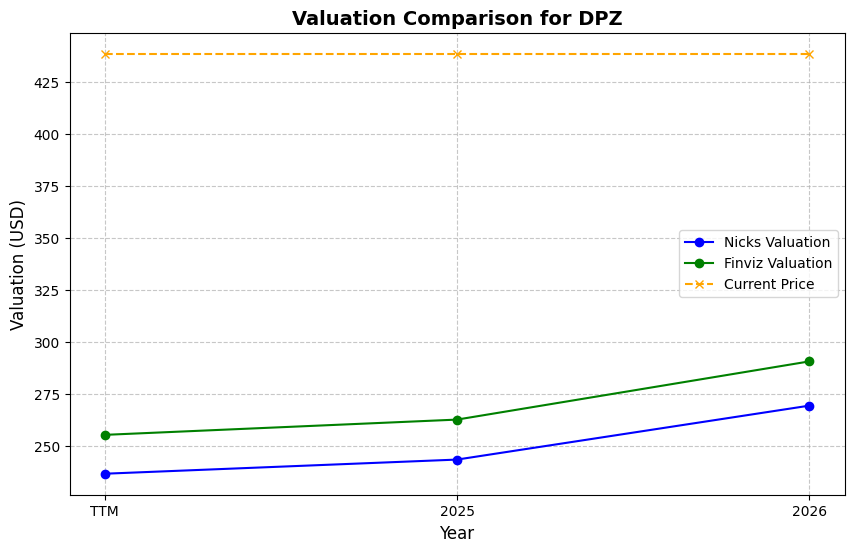 Valuation Comparison for DPZ
Valuation (USD)
425
400
375
350
325
300
275
250
Nicks Valuation
Finviz Valuation
Current Price
TTM
2025
2026
Year